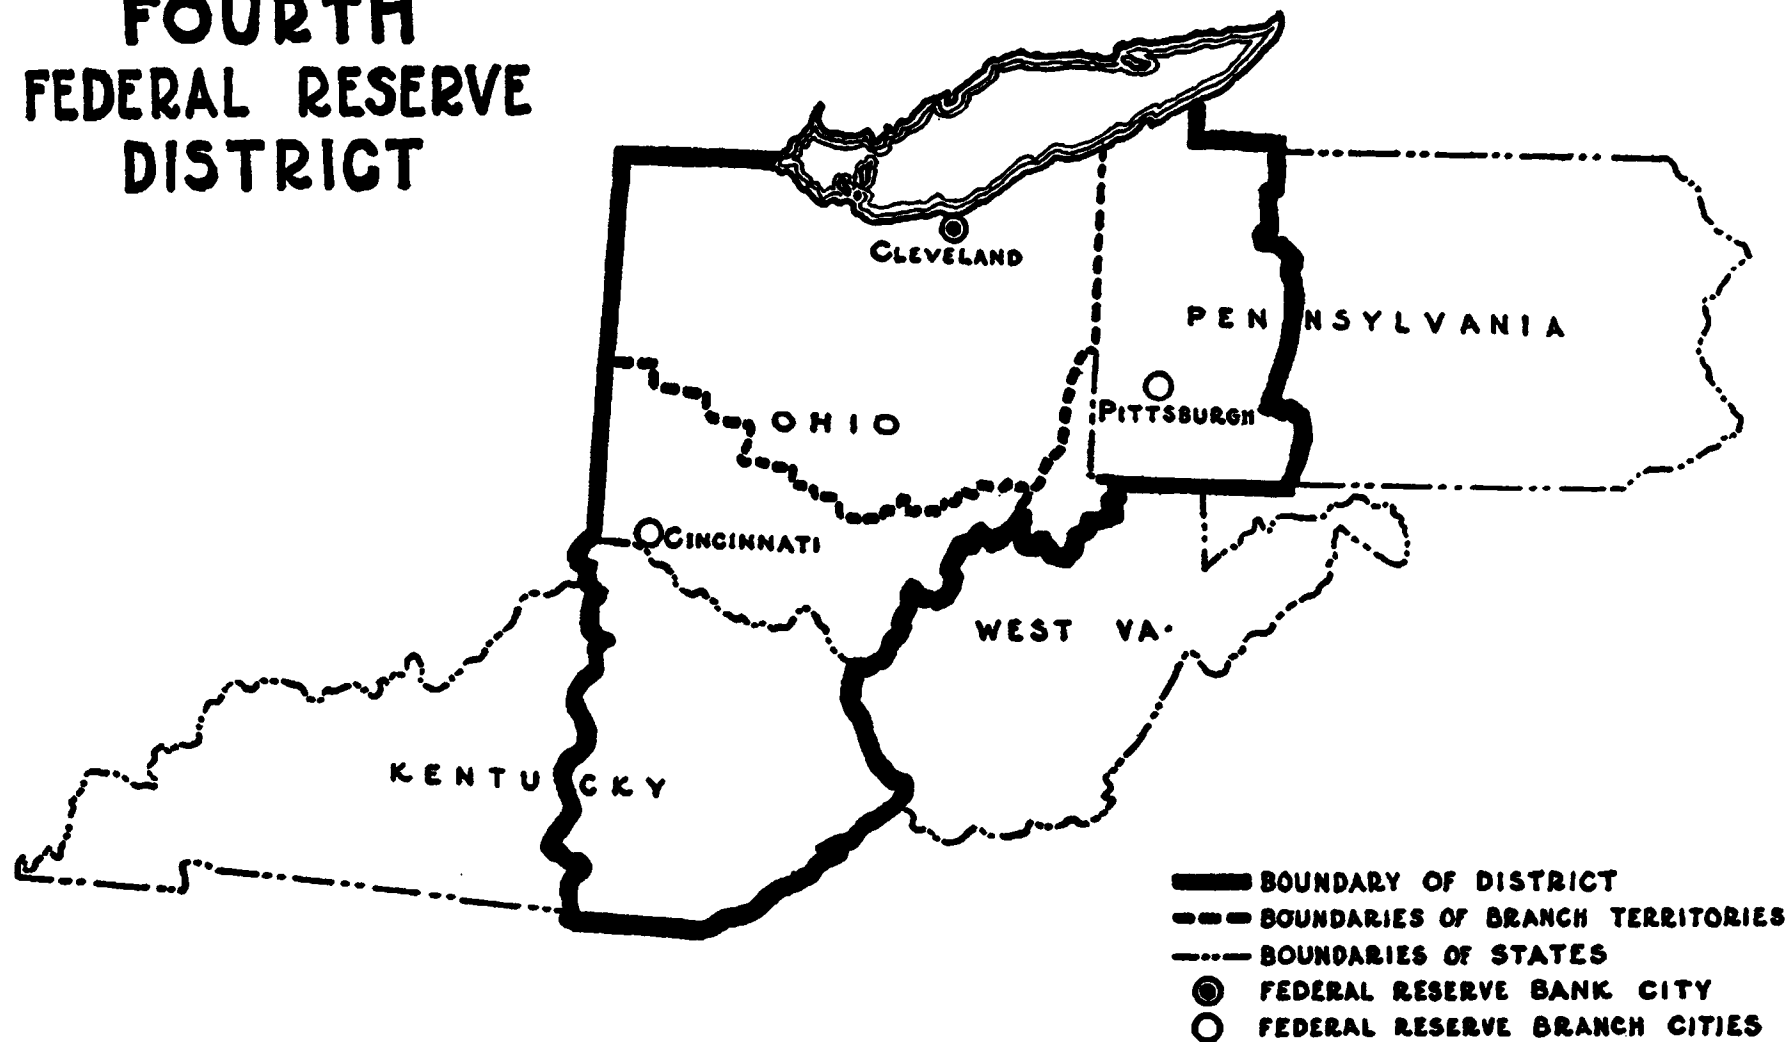 FOURTH
FEDERAL RESERVE
DISTRICT
CLEVELAND
PENNSYLVANIA
OHIO
PITTSBURGH
CINCINNATI
WEST VA.
KENTUCKY
BOUNDARY OF DISTRICT
BOUNDARIES OF BRANCH TERRITORIES
BOUNDARIES OF STATES
FEDERAL RESERVE BANK CITY
FEDERAL RESERVE BRANCH CITIES